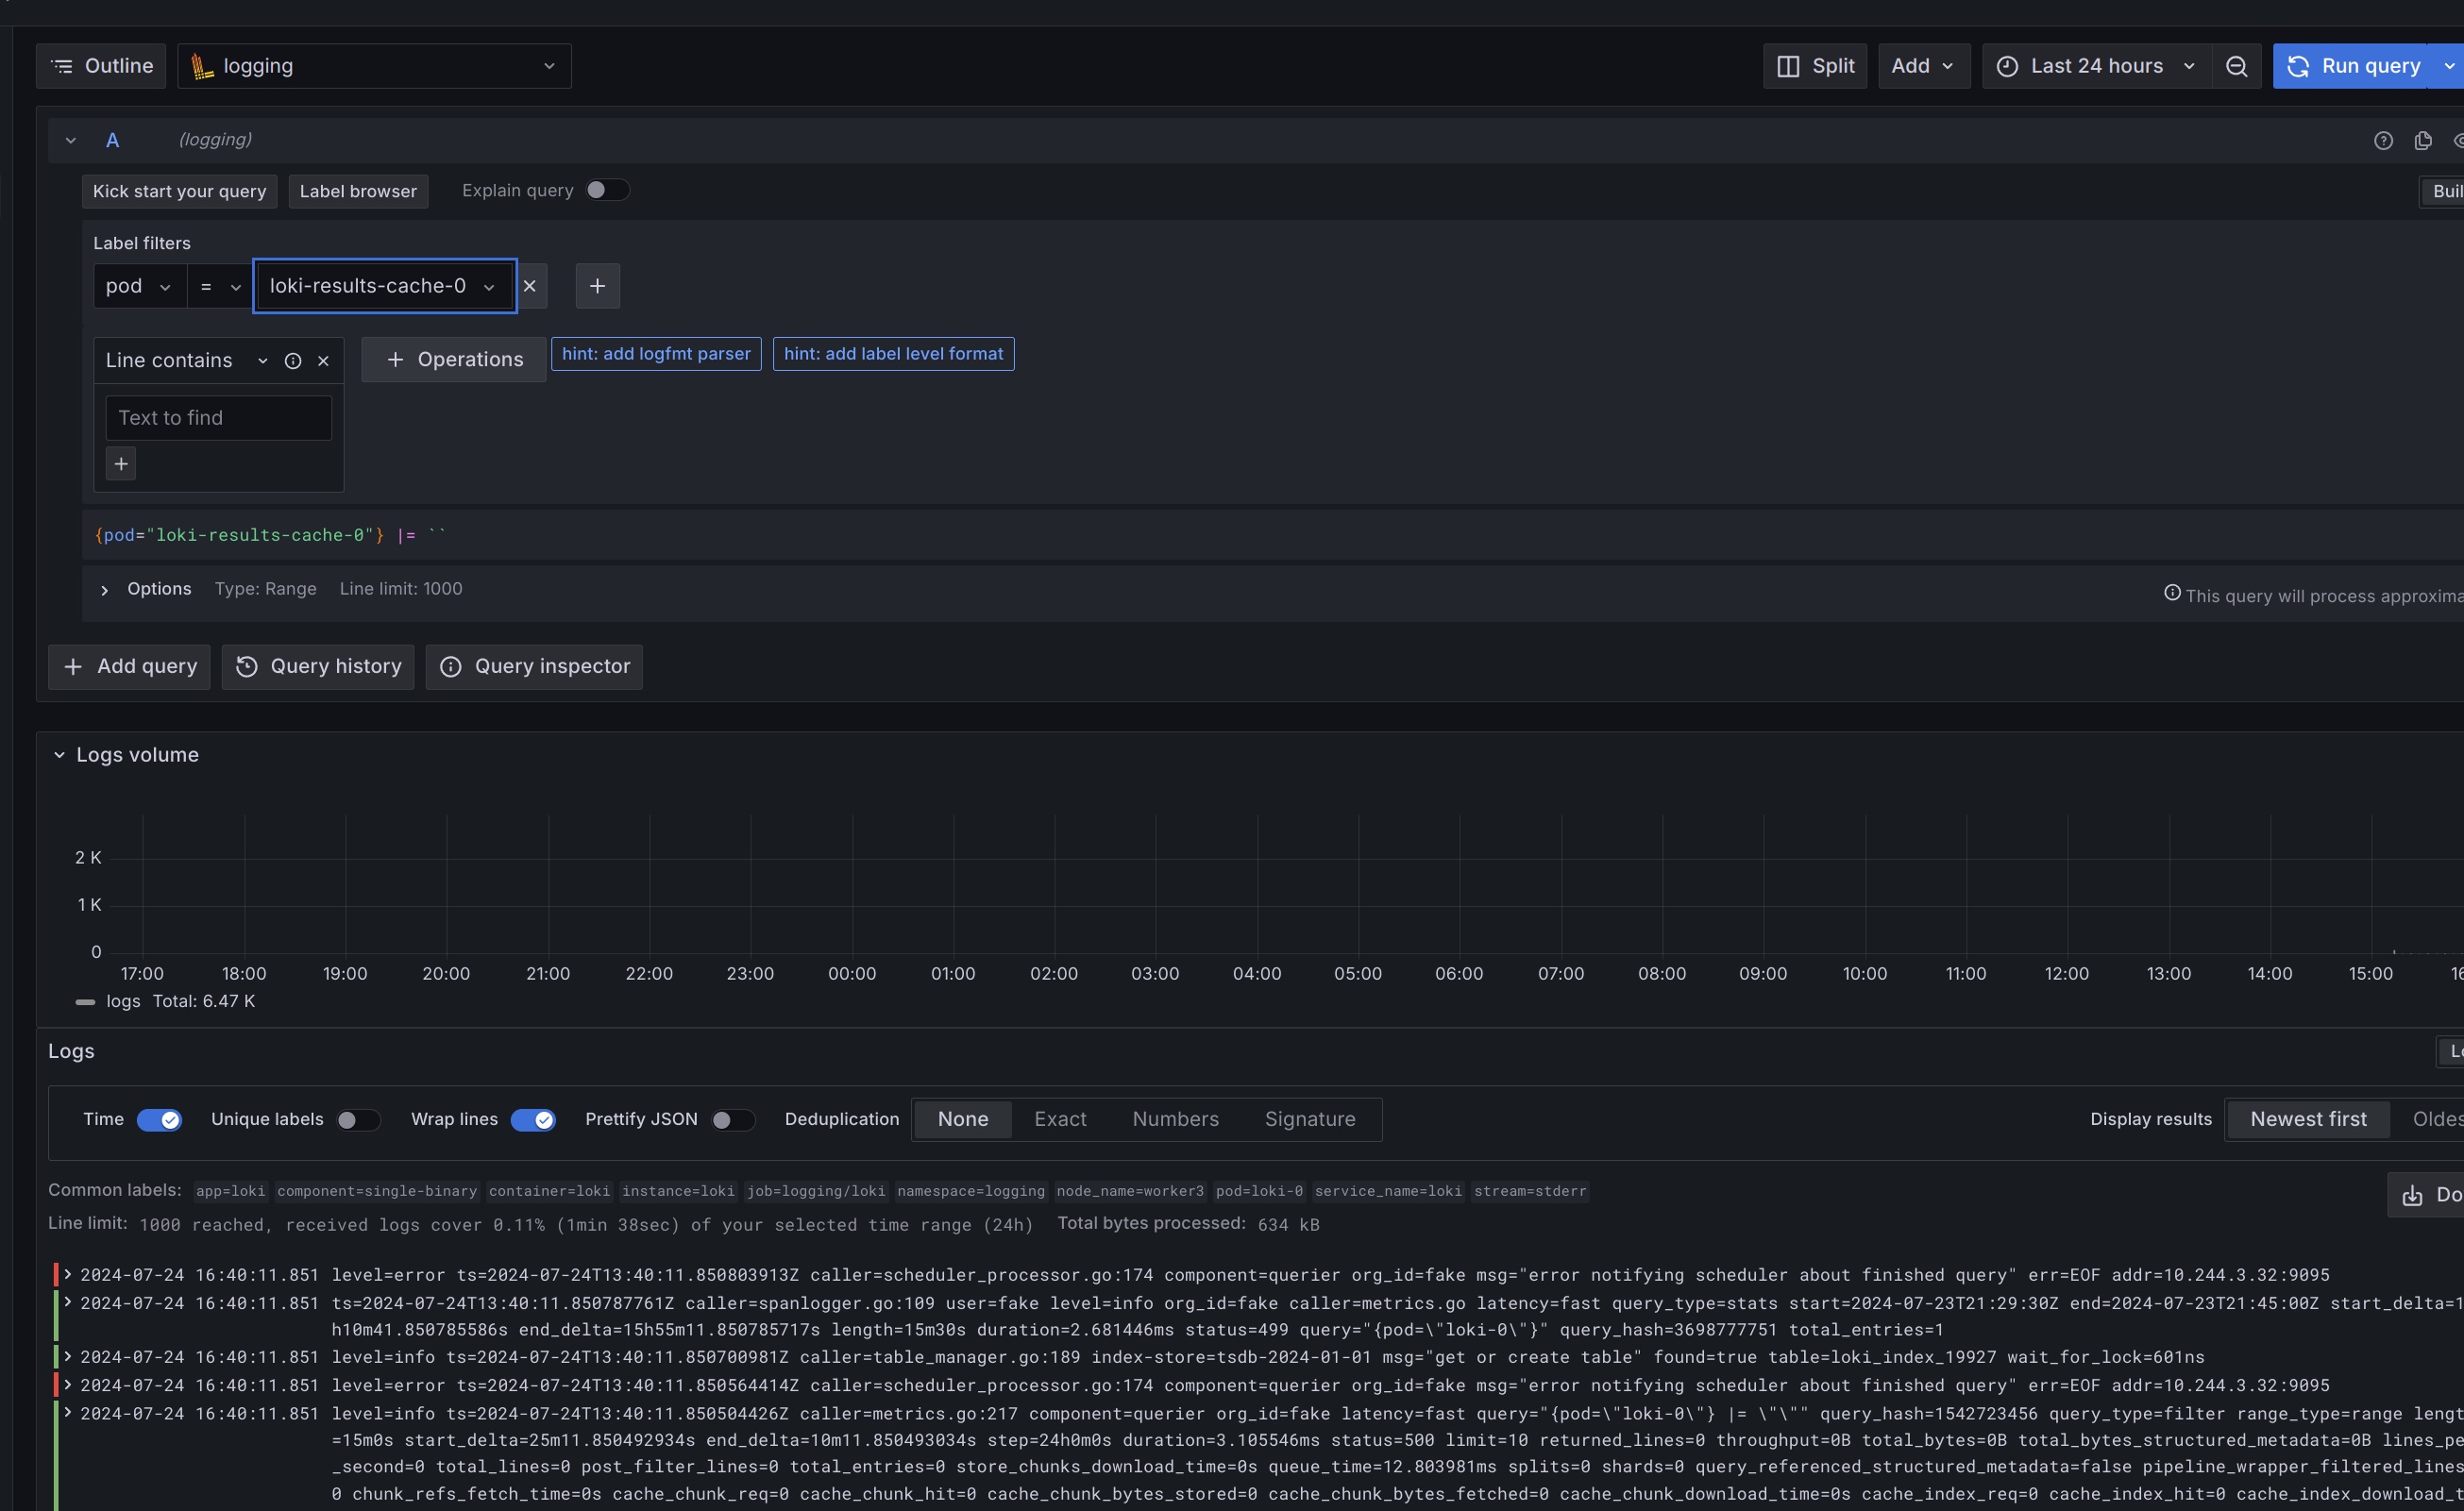 Outline
logging
Split
Add
Last 24 hours
Run query
A
(logging)
Kick start your query
Label browser
Explain query
Buil
Label filters
pod
=
loki-results-cache-0
Line contains
Operations
hint: add logfmt parser
hint: add label level format
Text to find
{pod="loki-results-cache-0"} |= ``
Options Type: Range Line limit: 1000
This query will process approxima
Add query
Query history
Query inspector
Logs volume
2 K
1 K
0
17:00 18:00 19:00 20:00 21:00 22:00 23:00 00:00 01:00 02:00 03:00 04:00 05:00 06:00 07:00 08:00 09:00 10:00 11:00 12:00 13:00 14:00 15:00 16
logs Total: 6.47 K
Logs
Lo
Time
Unique labels
Wrap lines
Prettify JSON
Deduplication
None
Exact
Numbers
Signature
Display results
Newest first
Oldes
Common labels: app=loki component=single-binary container=loki instance=loki job=logging/loki namespace=logging node_name=worker3 pod=loki-0 service_name=loki stream=stderr
Do
Line limit: 1000 reached, received logs cover 0.11% (1min 38sec) of your selected time range (24h) Total bytes processed: 634 kB
2024-07-24 16:40:11.851 level=error ts=2024-07-24T13:40:11.850803913Z caller=scheduler_processor.go:174 component=querier org_id=fake msg="error notifying scheduler about finished query" err=EOF addr=10.244.3.32:9095
2024-07-24 16:40:11.851 ts=2024-07-24T13:40:11.850787761Z caller=spanlogger.go:109 user=fake level=info org_id=fake caller=metrics.go latency=fast query_type=stats start=2024-07-23T21:29:30Z end=2024-07-23T21:45:00Z start_delta=1
h10m41.850785586s end_delta=15h55m11.850785717s length=15m30s duration=2.681446ms status=499 query="{pod=\"loki-0\"}" query_hash=3698777751 total_entries=1
2024-07-24 16:40:11.851 level=info ts=2024-07-24T13:40:11.850700981Z caller=table_manager.go:189 index-store=tsdb-2024-01-01 msg="get or create table" found=true table=loki_index_19927 wait_for_lock=601ns
2024-07-24 16:40:11.851 level=error ts=2024-07-24T13:40:11.850564414Z caller=scheduler_processor.go:174 component=querier org_id=fake msg="error notifying scheduler about finished query" err=EOF addr=10.244.3.32:9095
2024-07-24 16:40:11.851 level=info ts=2024-07-24T13:40:11.850504426Z caller=metrics.go:217 component=querier org_id=fake latency=fast query="{pod=\"loki-0\"} |= \"\"" query_hash=1542723456 query_type=filter range_type=range lengt
=15m0s start_delta=25m11.850492934s end_delta=10m11.850493034s step=24h0m0s duration=3.105546ms status=500 limit=10 returned_lines=0 throughput=0B total_bytes=0B total_bytes_structured_metadata=0B lines_pe
_second=0 total_lines=0 post_filter_lines=0 total_entries=0 store_chunks_download_time=0s queue_time=12.803981ms splits=0 shards=0 query_referenced_structured_metadata=false pipeline_wrapper_filtered_lines
0 chunk_refs_fetch_time=0s cache_chunk_req=0 cache_chunk_hit=0 cache_chunk_bytes_stored=0 cache_chunk_bytes_fetched=0 cache_chunk_download_time=0s cache_index_req=0 cache_index_hit=0 cache_index_download_t